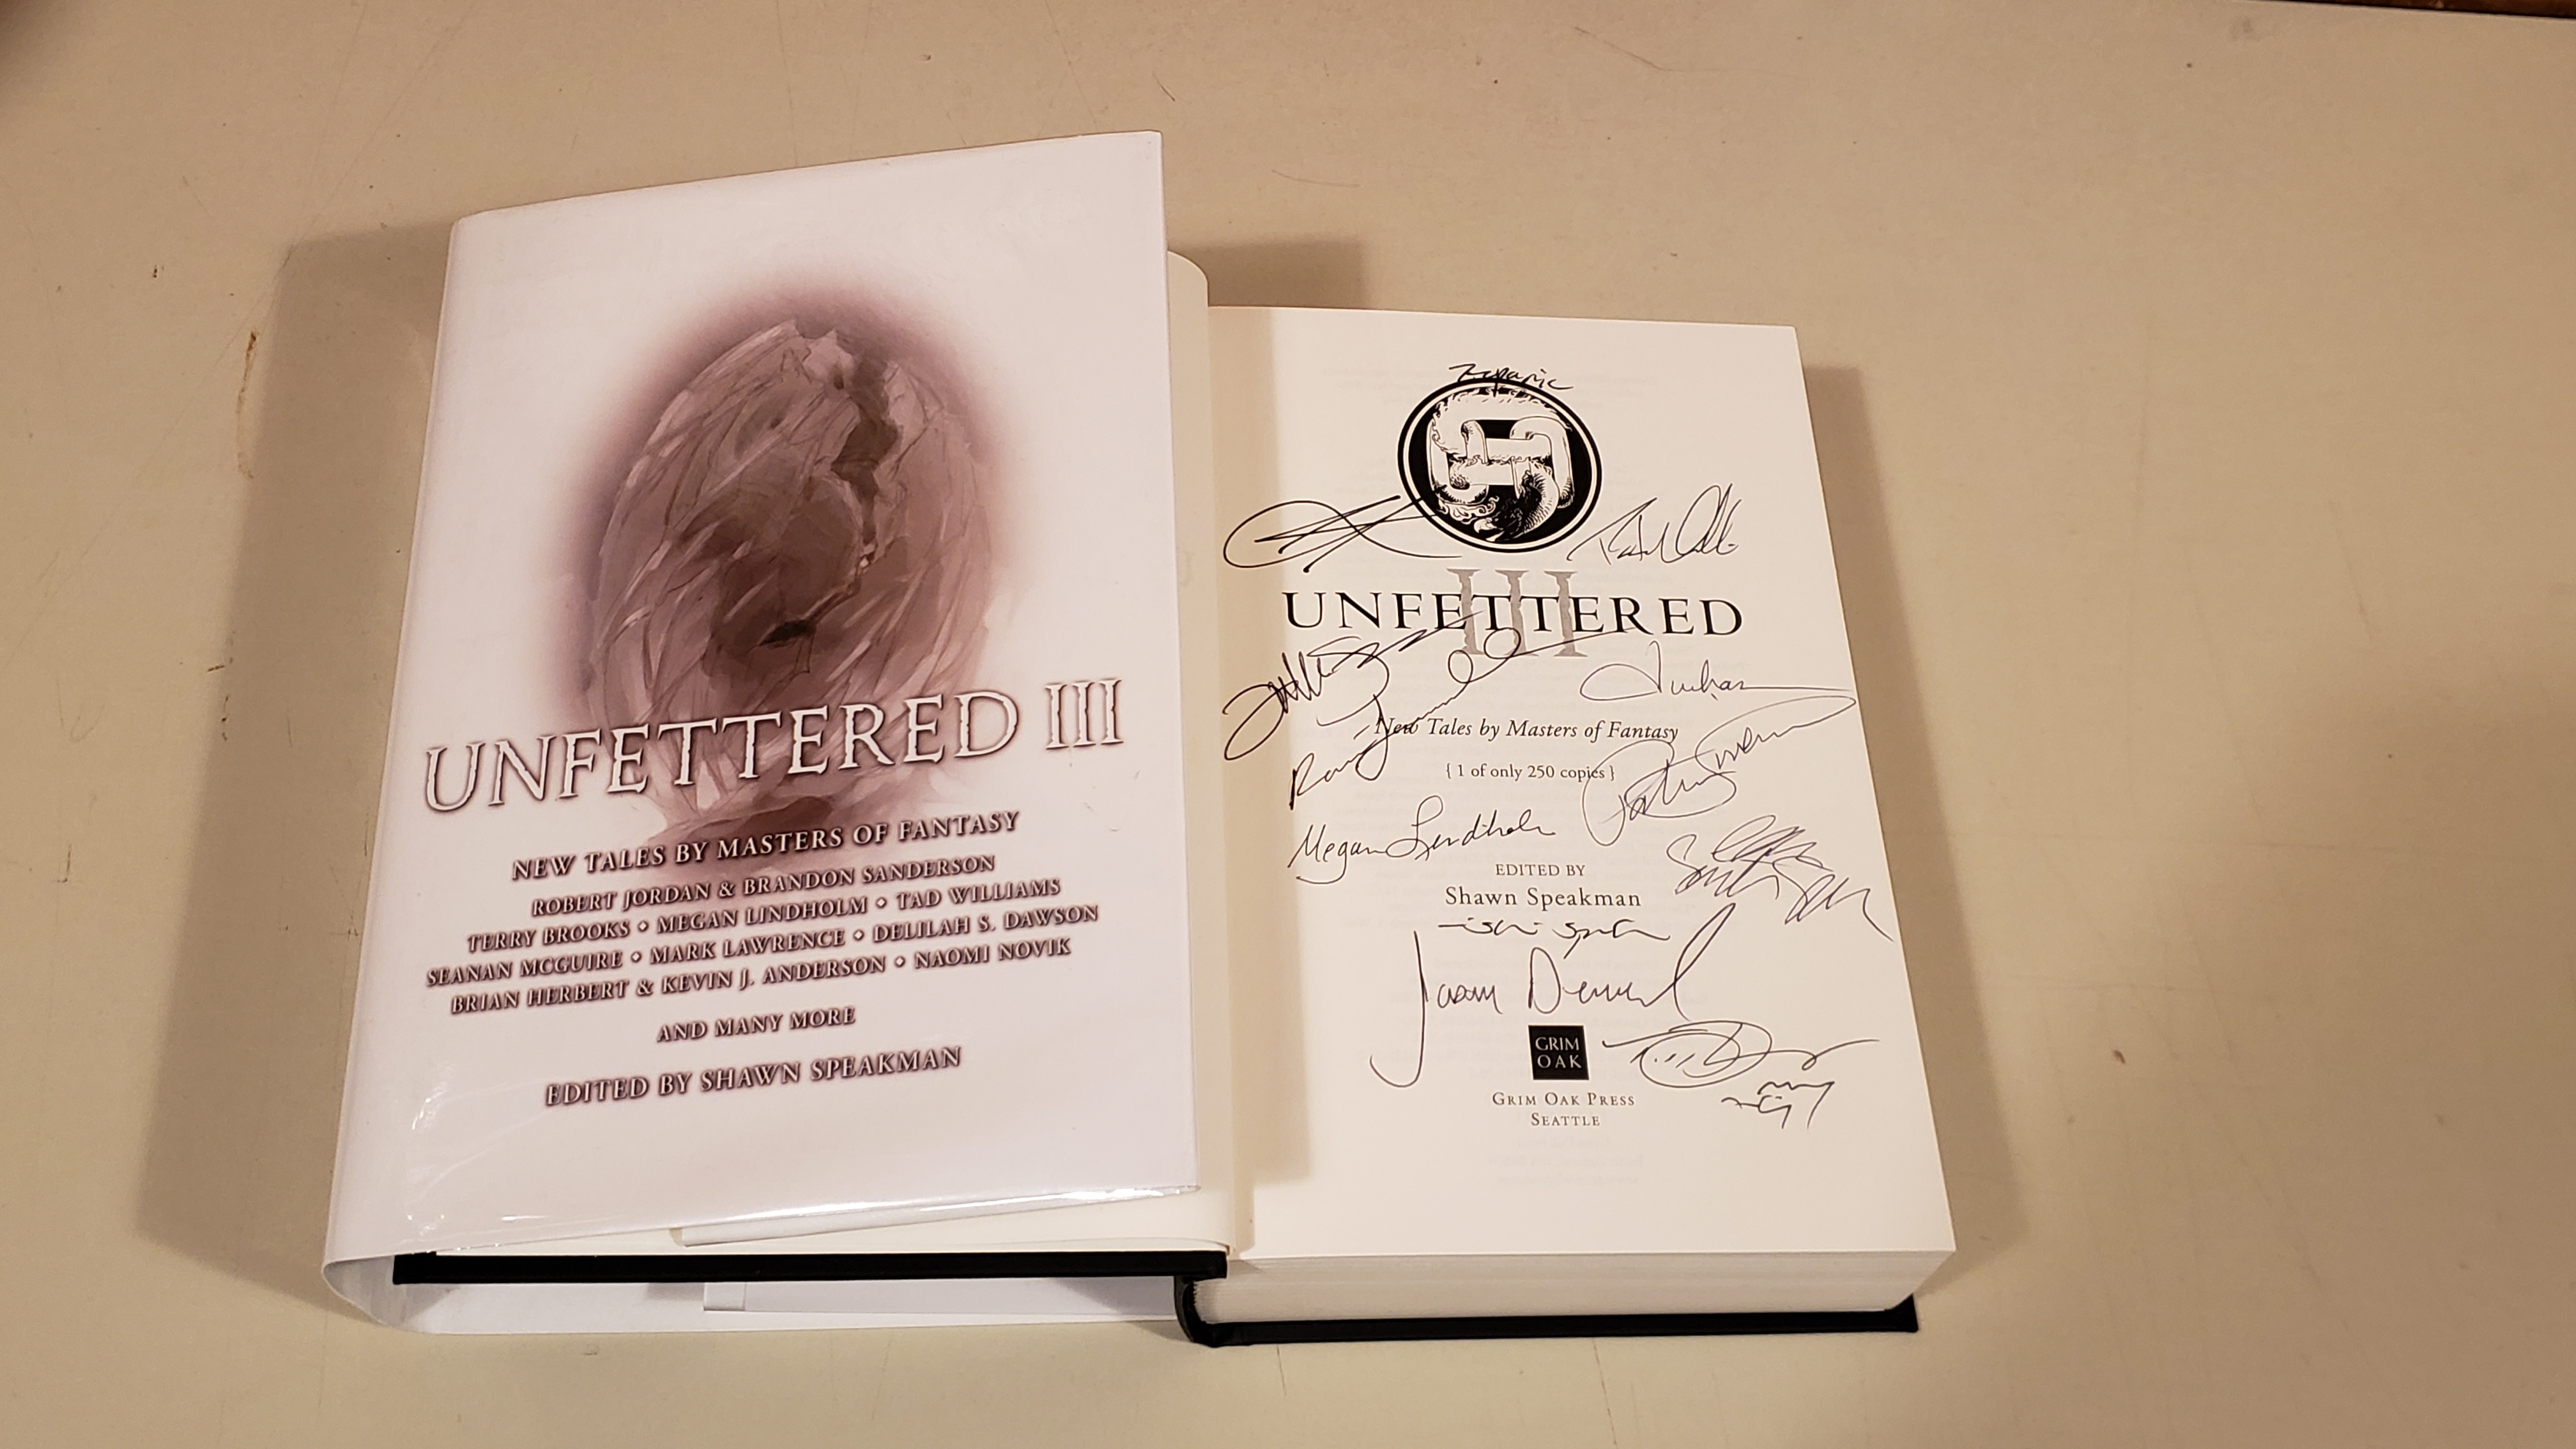 UNFETTERED III
NEW TALES BY MASTERS OF FANTASY
ROBERT JORDAN & BRANDON SANDERSON
TERRY BROOKS • MEGAN LINDHOLM • TAD WILLIAMS
SEANAN MCGUIRE • MARK LAWRENCE • DELILAH S. DAWSON
BRIAN HERBERT & KEVIN J. ANDERSON • NAOMI NOVIK
AND MANY MORE
EDITED BY SHAWN SPEAKMAN
III
UNFETTERED
New Tales by Masters of Fantasy
{ 1 of only 250 copies }
Megan Lindholm
EDITED BY
Shawn Speakman
Jason Denzel
GRIM
OAK
GRIM OAK PRESS
SEATTLE